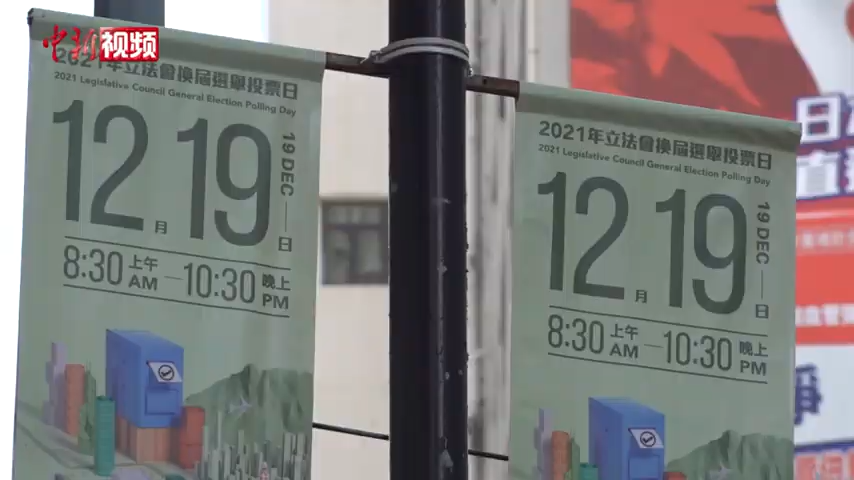 中新视频
2021年立法會換屆選舉投票日
2021 Legislative Council General Election Polling Day
12月19日
19 DEC
8:30上午AM—10:30晚上PM
2021年立法會換屆選舉投票日
2021 Legislative Council General Election Polling Day
12月19日
19 DEC
8:30上午AM—10:30晚上PM
日
直